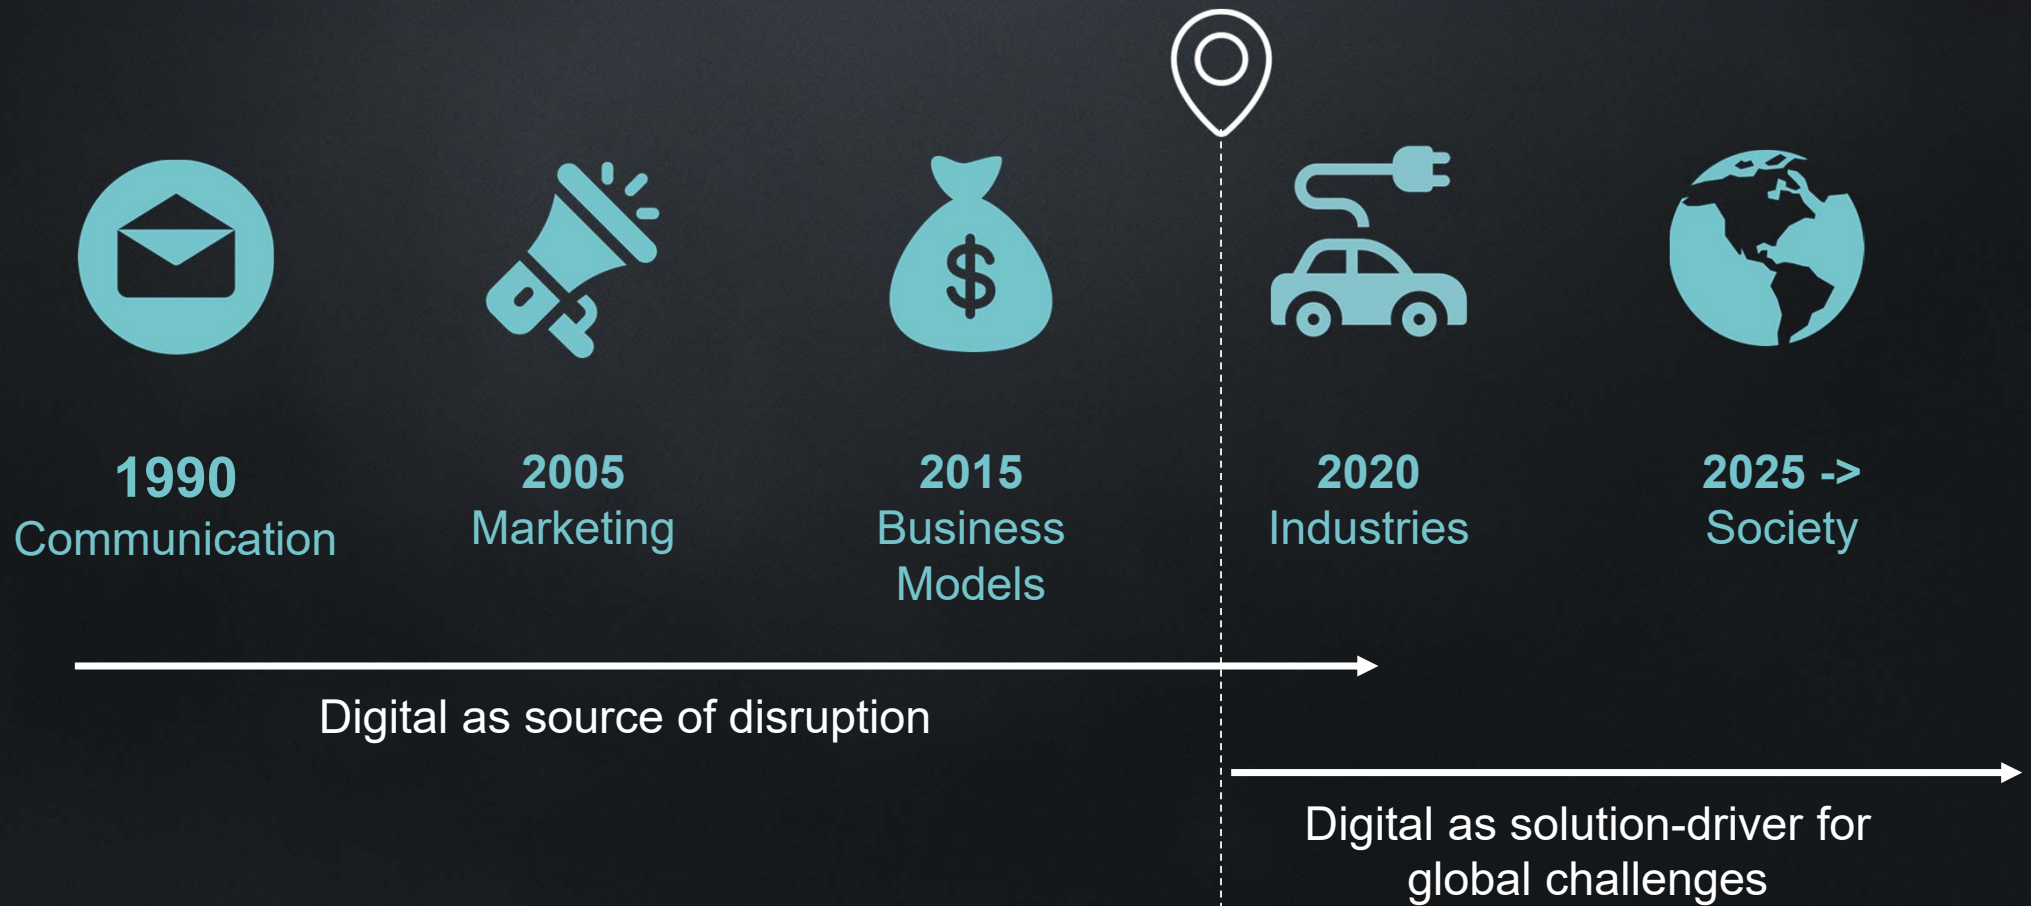 $
1990
Communication
2005
Marketing
2015
Business
Models
2020
Industries
2025 ->
Society
Digital as source of disruption
Digital as solution-driver for
global challenges